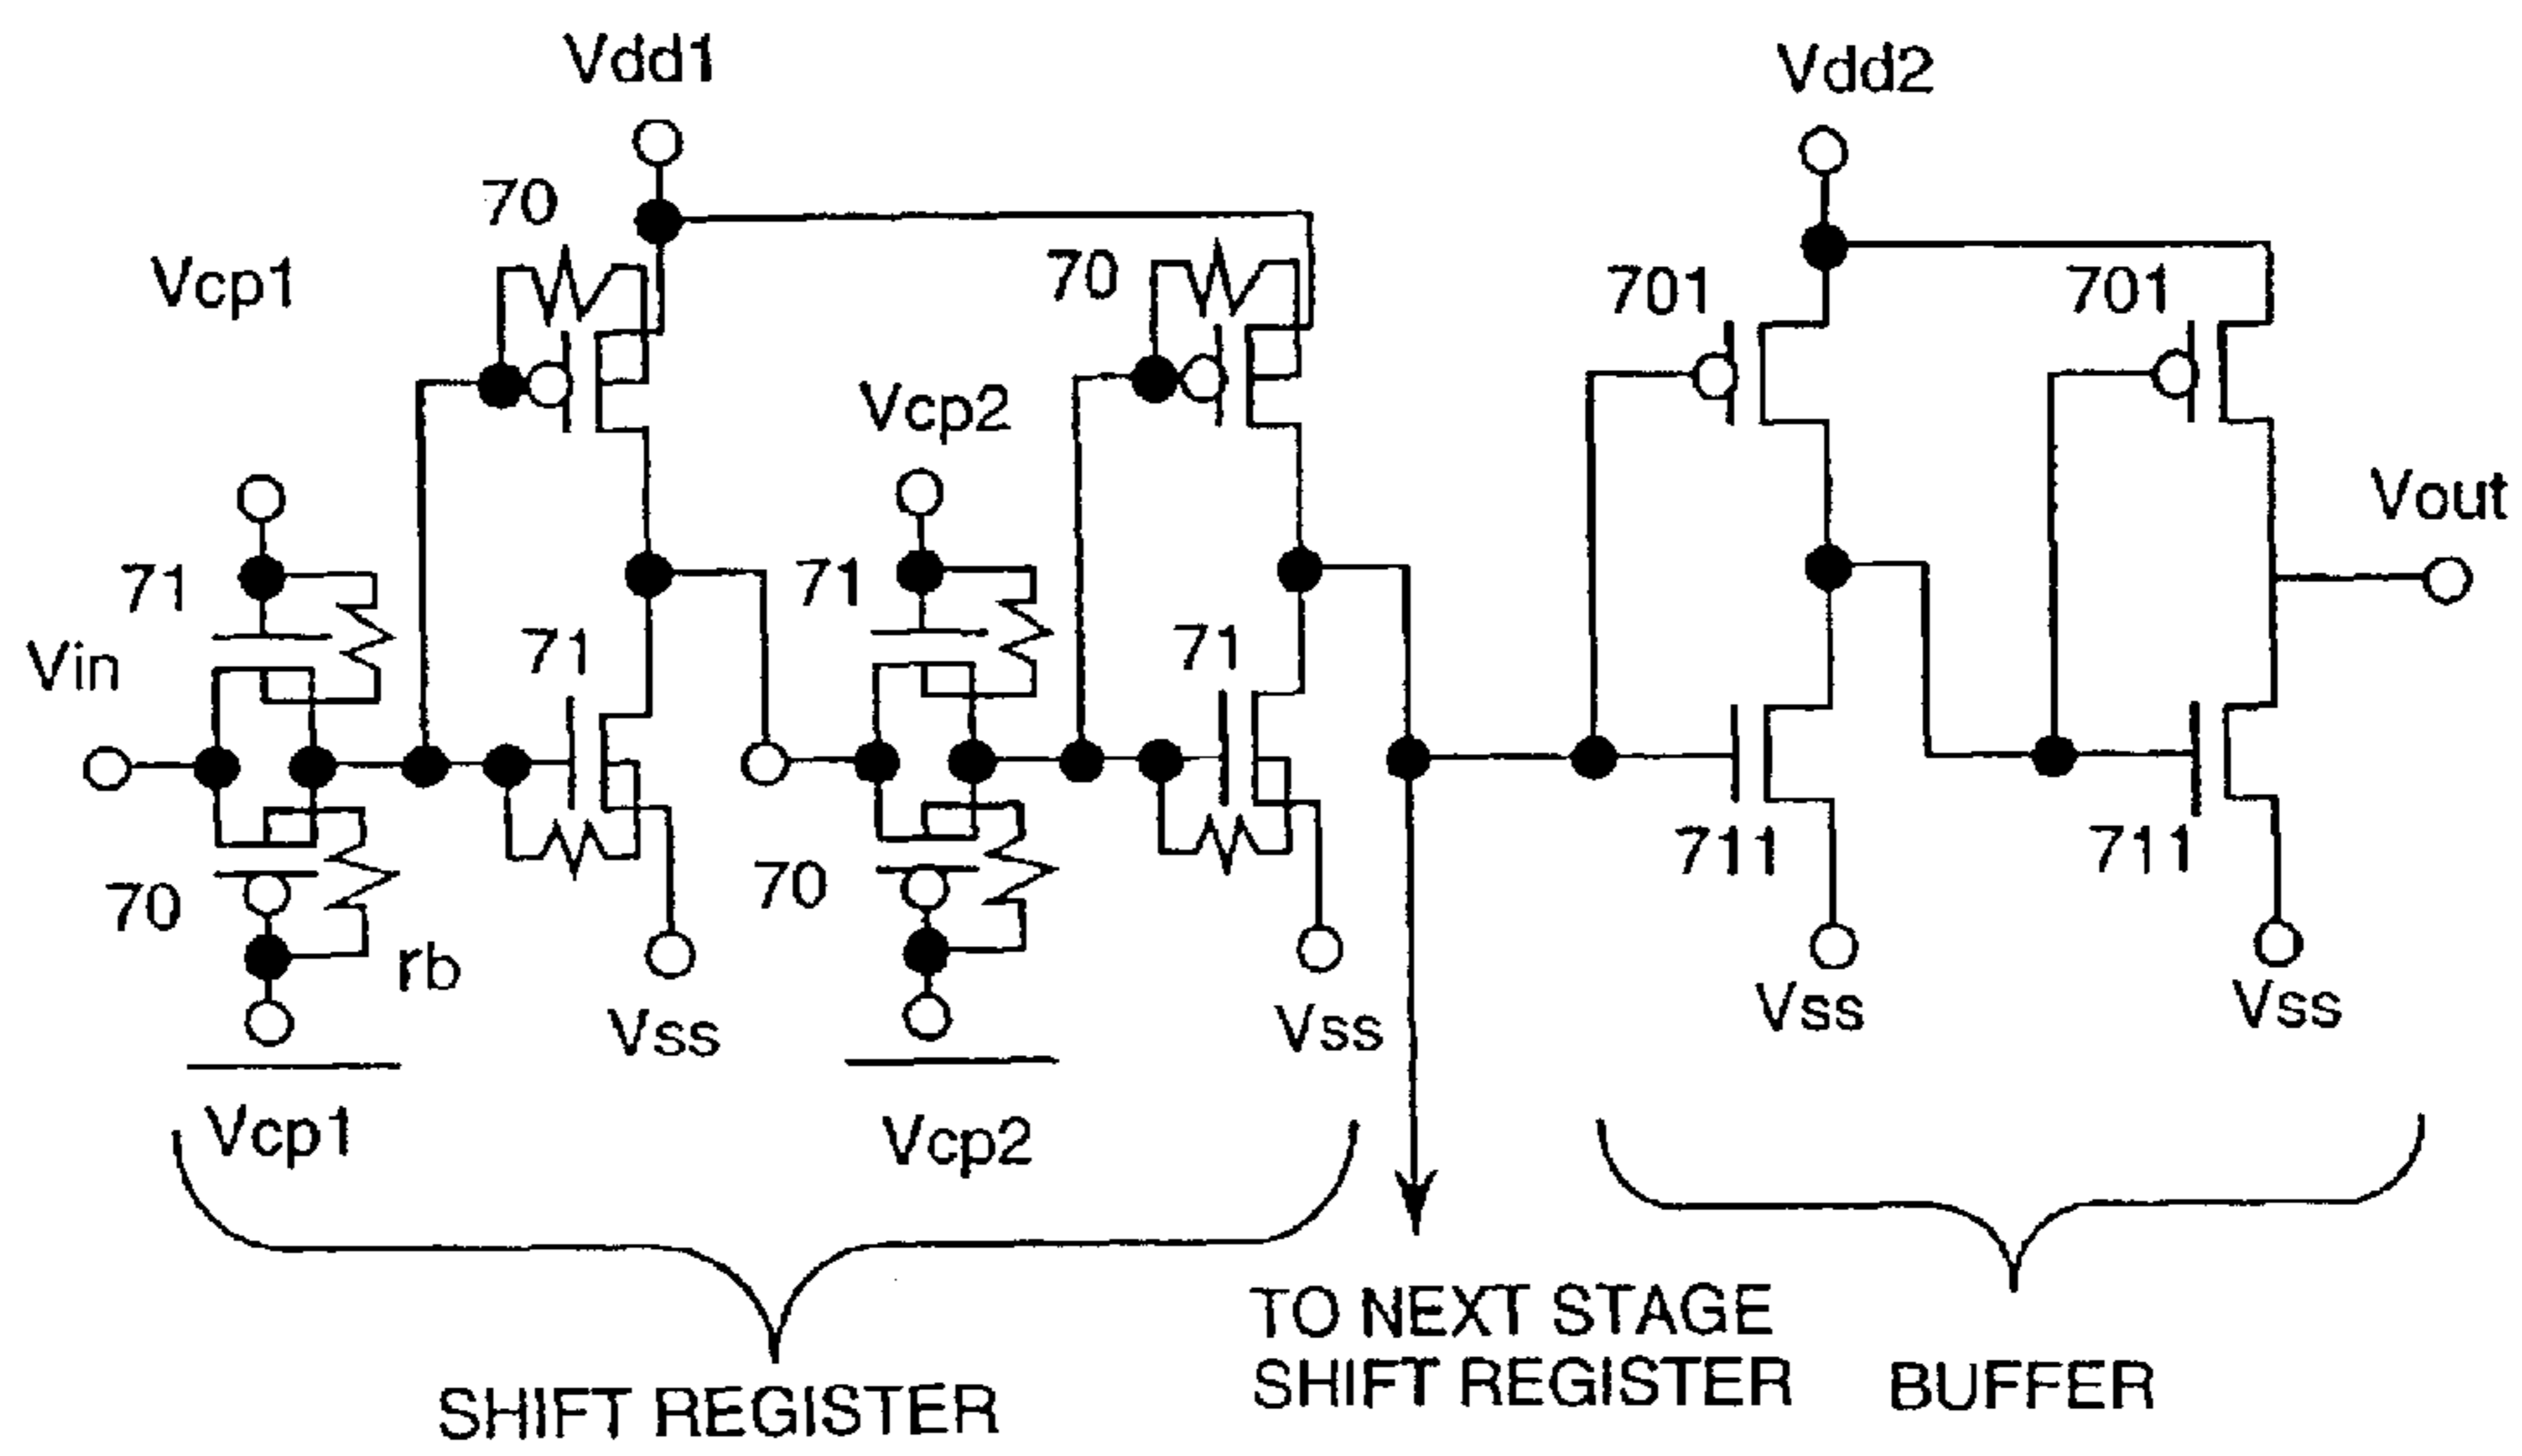 Vdd1
Vdd2
70
Vcp1
70
701
701
Vcp2
Vout
71
71
Vin
71
71
70
rb
70
711
711
Vss
Vss
Vss
Vss
Vcp1
Vcp2
TO NEXT STAGE
SHIFT REGISTER
BUFFER
SHIFT REGISTER